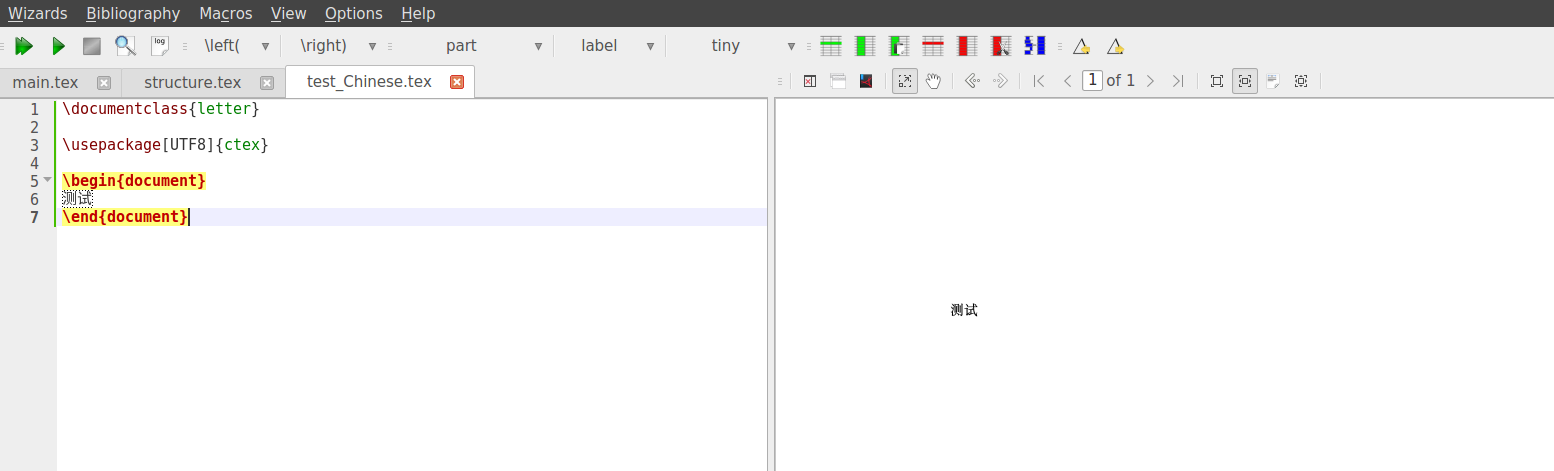 Wizards Bibliography Macros View Options Help
log \left( \right) part label tiny
main.tex structure.tex test_Chinese.tex 1 of 1
1 \documentclass{letter}
2
3 \usepackage[UTF8]{ctex}
4
5 \begin{document}
6 测试
7 \end{document}
测试